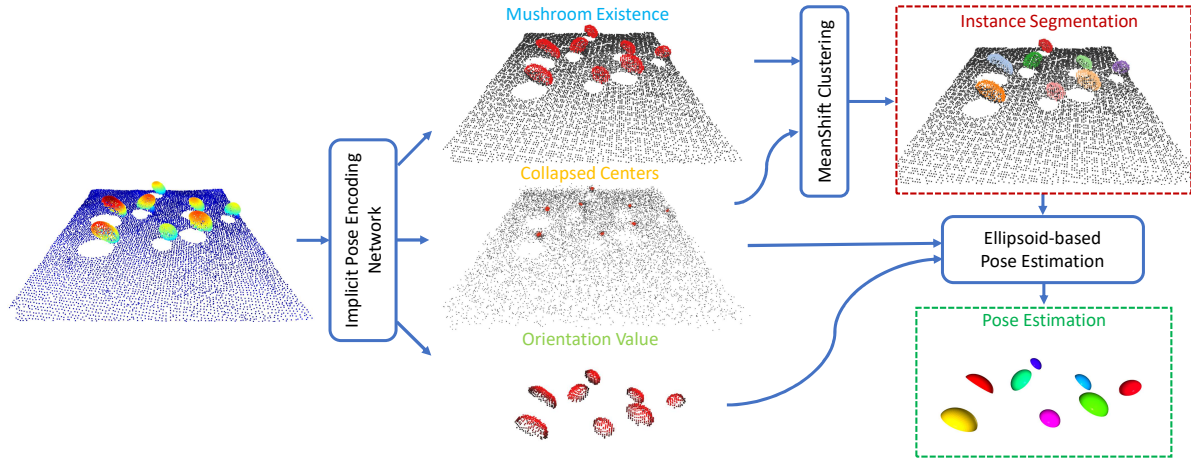 Mushroom Existence
Instance Segmentation
MeanShift Clustering
Collapsed Centers
Implicit Pose Encoding
Network
Ellipsoid-based
Pose Estimation
Orientation Value
Pose Estimation